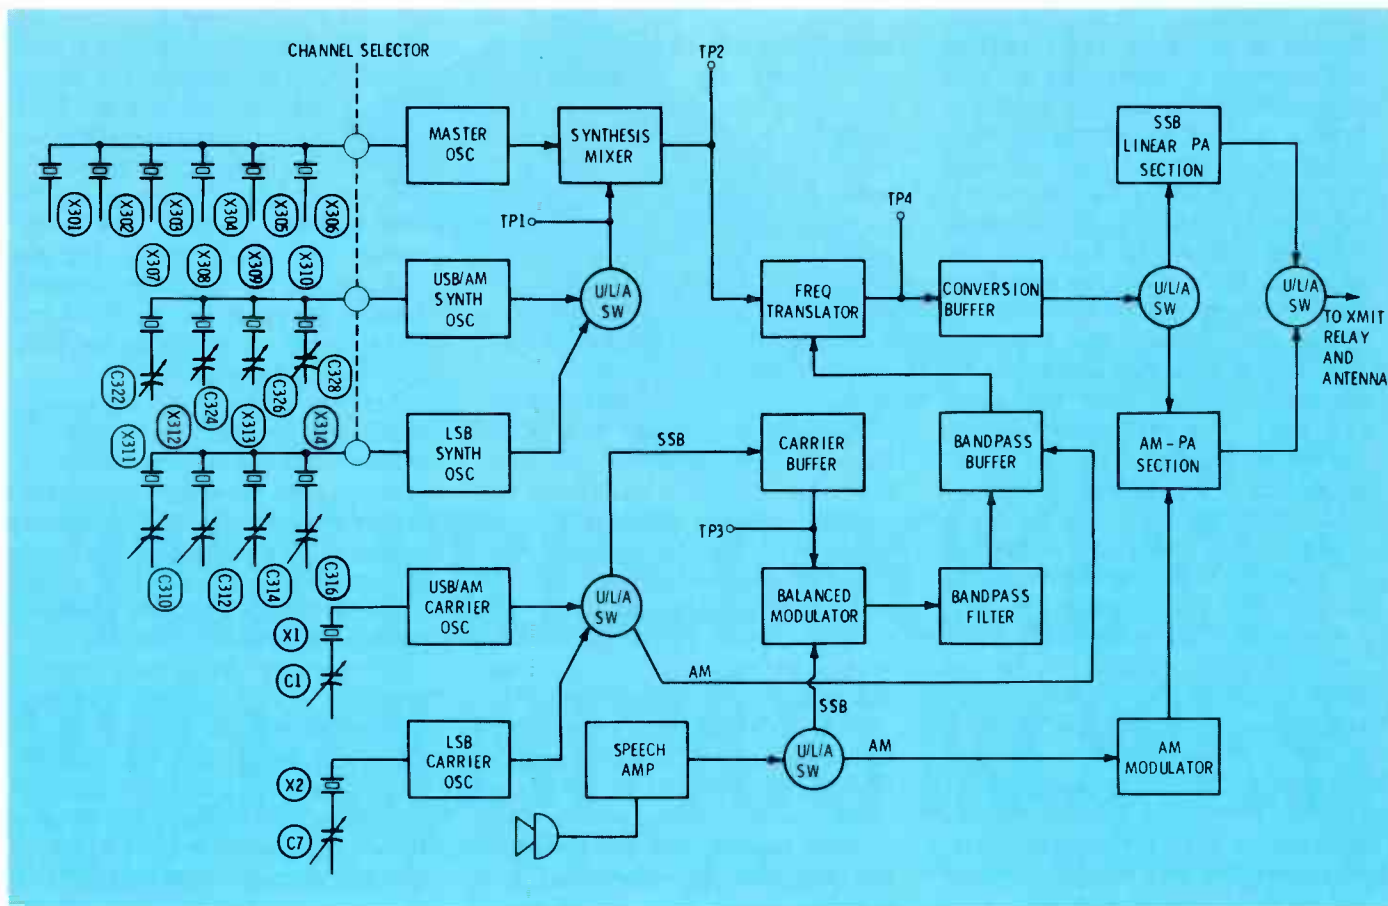 CHANNEL SELECTOR
TP2
MASTER
OSC
SYNTHESIS
MIXER
SSB
LINEAR PA
SECTION
X301
X302
X303
X304
X305
X306
TP1
TP4
X307
X308
X309
X310
USB/AM
SYNTH
OSC
U/L/A
SW
FREQ
TRANSLATOR
CONVERSION
BUFFER
U/L/A
SW
U/L/A
SW
TO XMIT
RELAY
AND
ANTENNA
C322
C324
C326
C328
X311
X312
X313
X314
LSB
SYNTH
OSC
SSB
CARRIER
BUFFER
BANDPASS
BUFFER
AM-PA
SECTION
TP3
C310
C312
C314
C316
USB/AM
CARRIER
OSC
U/L/A
SW
BALANCED
MODULATOR
BANDPASS
FILTER
X1
C1
AM
SSB
X2
C7
LSB
CARRIER
OSC
SPEECH
AMP
U/L/A
SW
AM
AM
MODULATOR